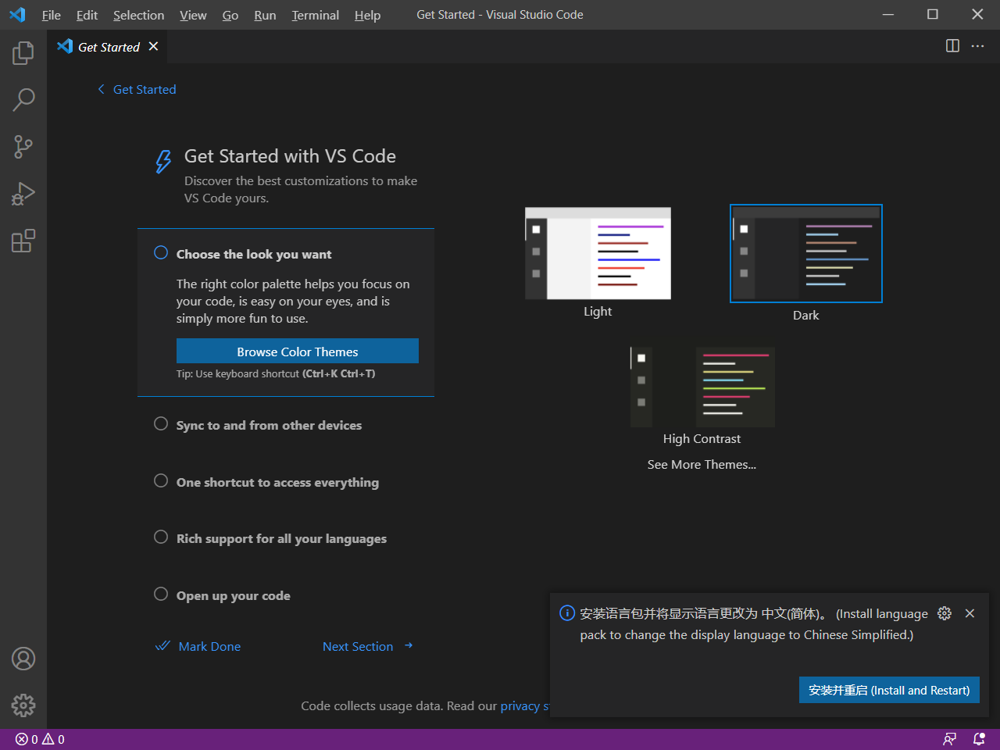 File Edit Selection View Go Run Terminal Help Get Started - Visual Studio Code
Get Started
Get Started
Get Started with VS Code
Discover the best customizations to make
VS Code yours.
Choose the look you want
The right color palette helps you focus on
your code, is easy on your eyes, and is
simply more fun to use.
Browse Color Themes
Tip: Use keyboard shortcut (Ctrl+K Ctrl+T)
Sync to and from other devices
One shortcut to access everything
Rich support for all your languages
Open up your code
Mark Done Next Section
Light
Dark
High Contrast
See More Themes...
安装语言包并将显示语言更改为 中文(简体)。 (Install language
pack to change the display language to Chinese Simplified.)
安装并重启 (Install and Restart)
Code collects usage data. Read our privacy
0 0